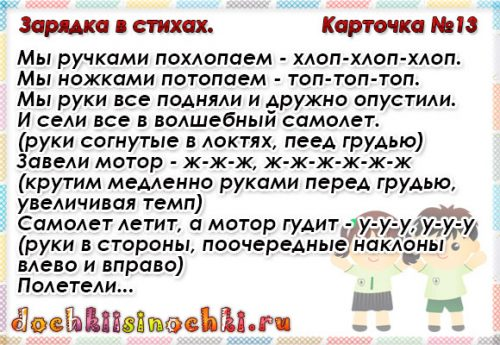 Зарядка в стихах. Карточка №13
Мы ручками похлопаем - хлоп-хлоп-хлоп.
Мы ножками потопаем - топ-топ-топ.
Мы руки все подняли и дружно опустили.
И сели все в волшебный самолет.
(руки согнутые в локтях, пеед грудью)
Завели мотор - ж-ж-ж, ж-ж-ж-ж-ж-ж
(крутим медленно руками перед грудью,
увеличивая темп)
Самолет летит, а мотор гудит - у-у-у, у-у-у
(руки в стороны, поочередные наклоны
влево и вправо)
Полетели...
dochkiisinochki.ru